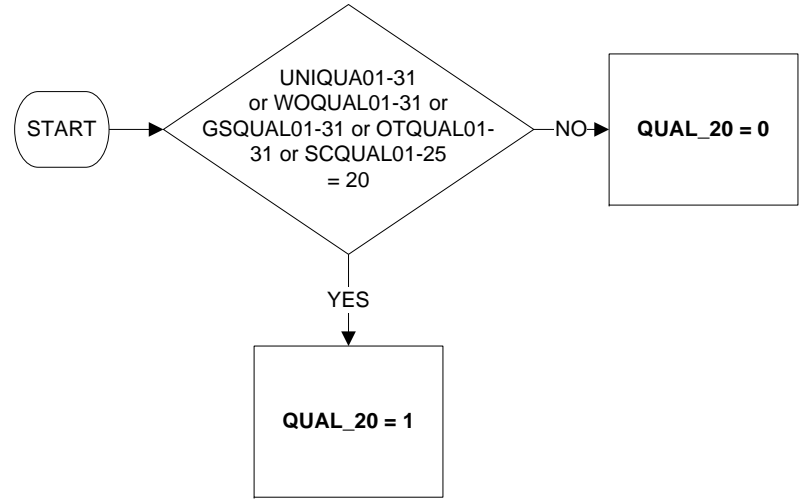 START
UNIQUA01-31
or WOQUAL01-31 or
GSQUAL01-31 or OTQUAL01-
31 or SCQUAL01-25
= 20
NO
QUAL_20 = 0
YES
QUAL_20 = 1